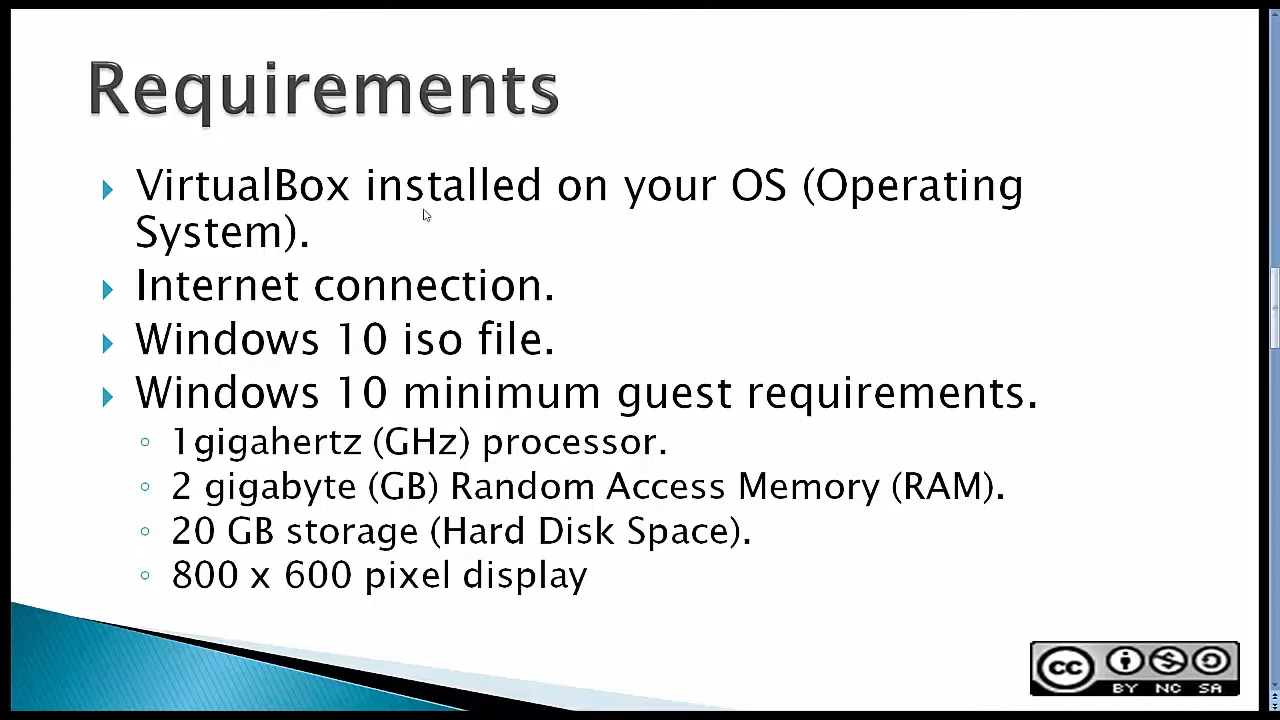 Requirements
VirtualBox installed on your OS (Operating
System).
Internet connection.
Windows 10 iso file.
Windows 10 minimum guest requirements.
1gigahertz (GHz) processor.
2 gigabyte (GB) Random Access Memory (RAM).
20 GB storage (Hard Disk Space).
800 x 600 pixel display
cc
BY NC SA